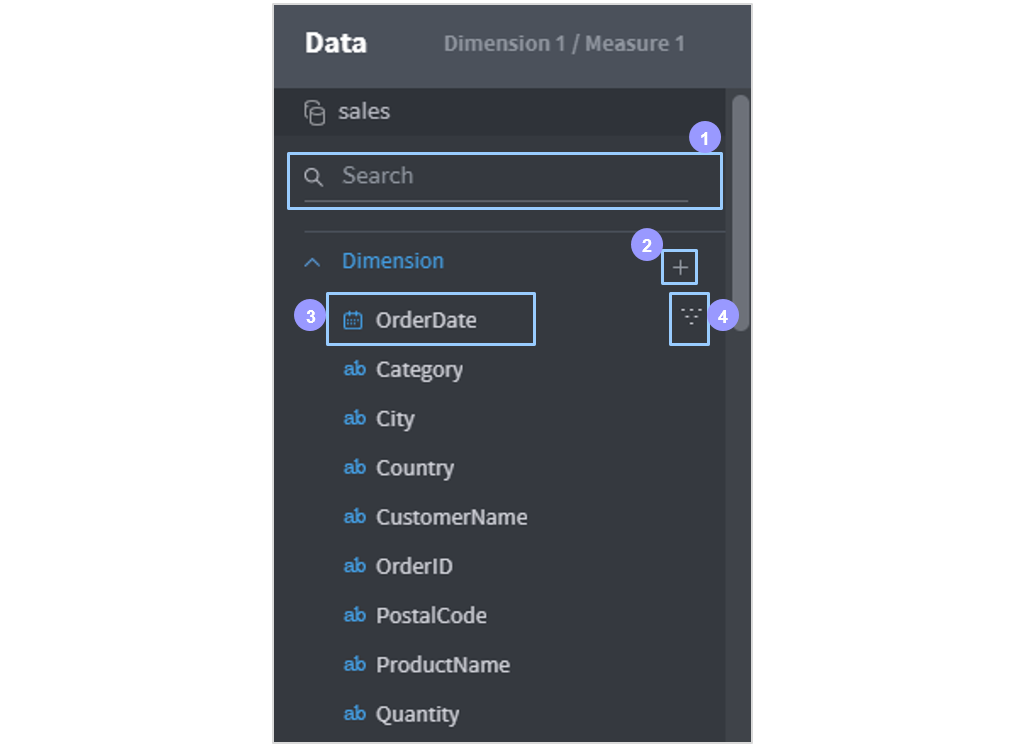 Data Dimension 1 / Measure 1
sales
1
Search
2
Dimension
3 OrderDate 4
ab Category
ab City
ab Country
ab CustomerName
ab OrderID
ab PostalCode
ab ProductName
ab Quantity